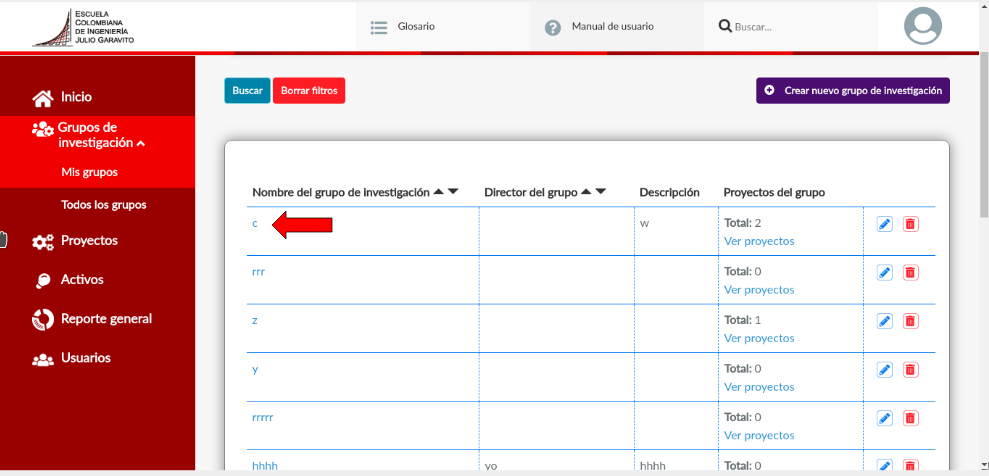 ESCUELA
COLOMBIANA
DE INGENIERÍA
JULIO GARAVITO
Glosario
Manual de usuario
Buscar...
Inicio
Grupos de
investigación
Mis grupos
Todos los grupos
Proyectos
Activos
Reporte general
Usuarios
Buscar
Borrar filtros
Crear nuevo grupo de investigación
Nombre del grupo de investigación Director del grupo Descripción Proyectos del grupo
c w Total: 2
Ver proyectos
rrr Total: 0
Ver proyectos
z Total: 1
Ver proyectos
y Total: 0
Ver proyectos
rrrrr Total: 0
Ver proyectos
hhhh yo hhhh Total: 0